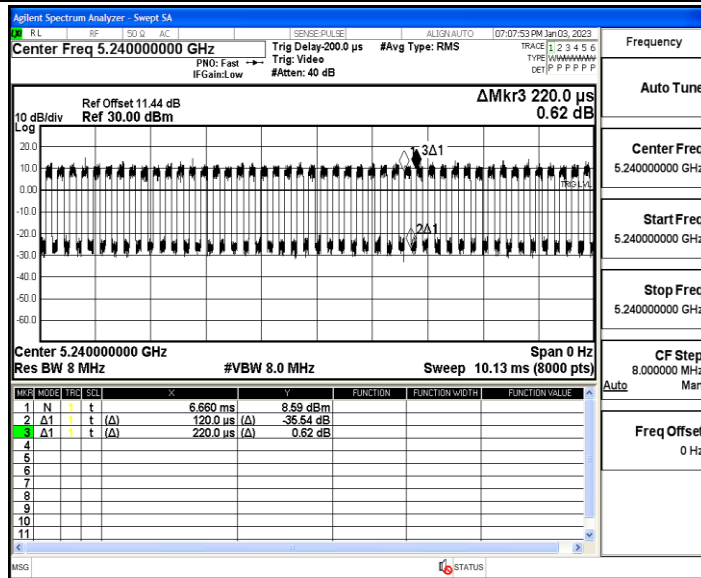 Agilent Spectrum Analyzer - Swept SA
RL RF 50 Ω AC SENSE:PULSE ALIGN AUTO 07:07:53 PM Jan 03, 2023
Center Freq 5.240000000 GHz
PNO: Fast
IFGain:Low
Trig Delay-200.0 µs
Trig: Video
#Atten: 40 dB
#Avg Type: RMS
TRACE 1 2 3 4 5 6
TYPE
DET P P P P P P
ΔMkr3 220.0 µs
0.62 dB
Ref Offset 11.44 dB
10 dB/div Ref 30.00 dBm
Log
20.0
10.0
0.00
-10.0
-20.0
-30.0
-40.0
-50.0
-60.0
1 3Δ1
2Δ1
TRIG LVL
Center 5.240000000 GHz Span 0 Hz
Res BW 8 MHz #VBW 8.0 MHz Sweep 10.13 ms (8000 pts)
MKR MODE TRC SCL X Y FUNCTION FUNCTION WIDTH FUNCTION VALUE
1 N 1 t 6.660 ms 8.59 dBm
2 Δ1 1 t (Δ) 120.0 µs (Δ) -35.54 dB
3 Δ1 1 t (Δ) 220.0 µs (Δ) 0.62 dB
4
5
6
7
8
9
10
11
MSG STATUS
Frequency
Auto Tune
Center Freq
5.240000000 GHz
Start Freq
5.240000000 GHz
Stop Freq
5.240000000 GHz
CF Step
8.000000 MHz
Auto Man
Freq Offset
0 Hz